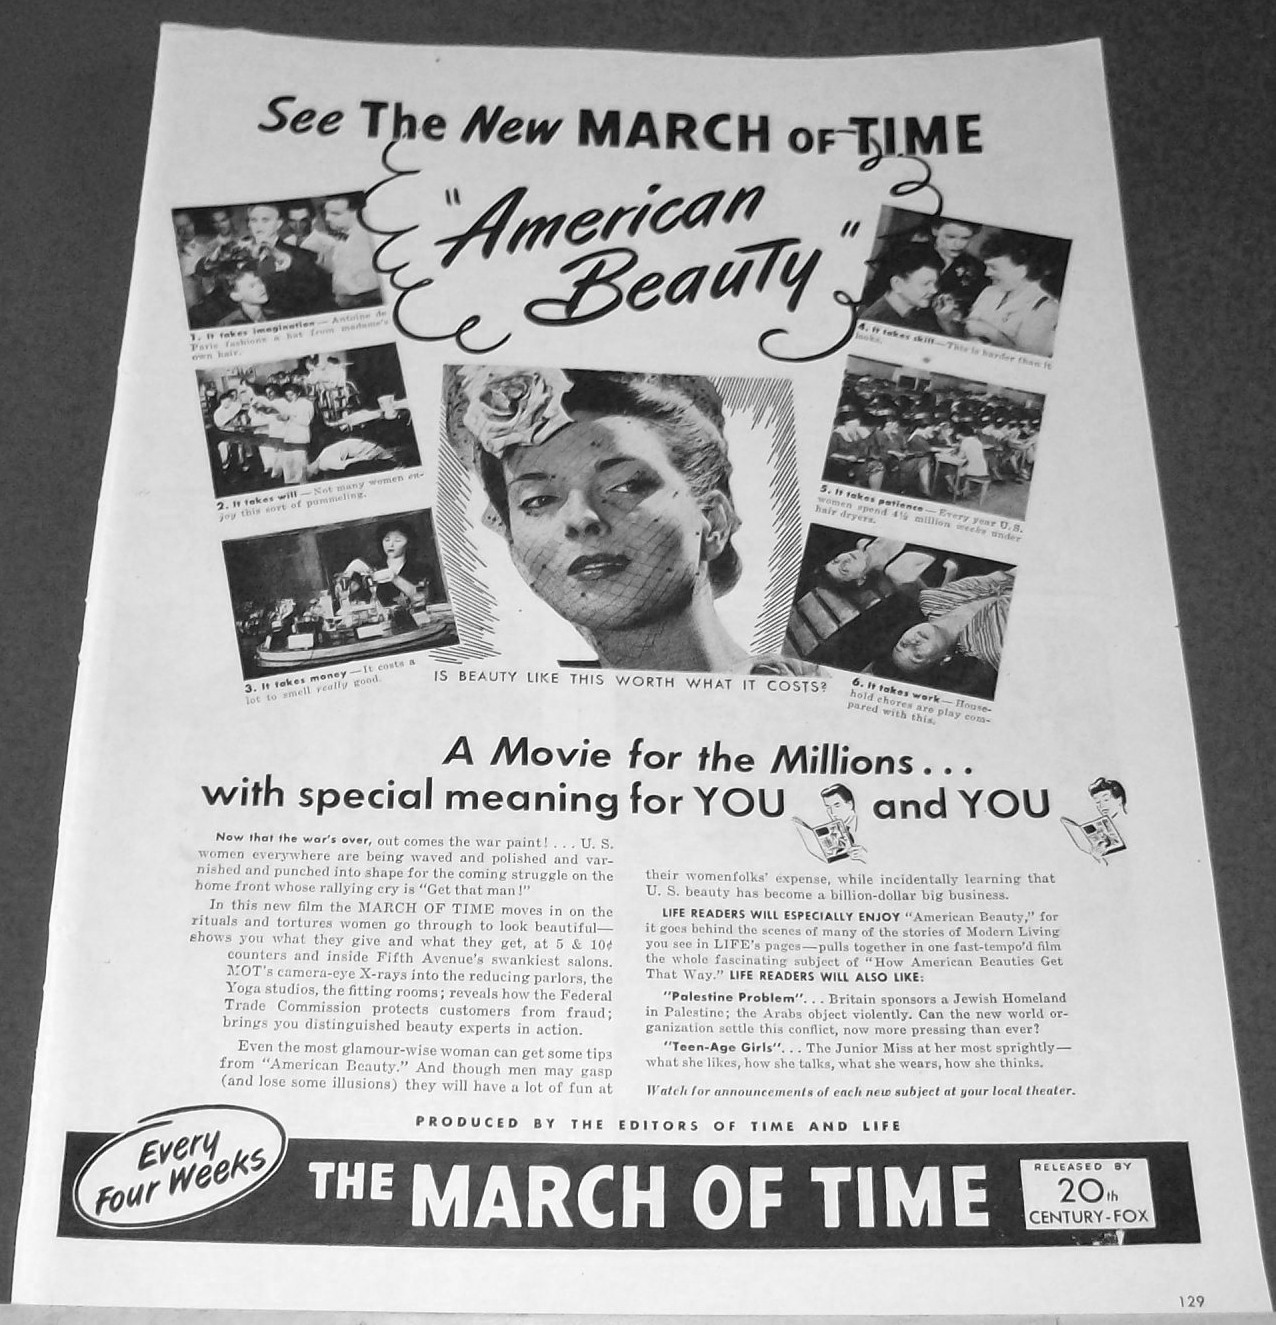 See The New MARCH OF TIME
"American
Beauty"
1. It takes imagination—Antoine de
Paris fashions a hat from madame's
own hair.
2. It takes will—Not many women en-
joy this sort of pummeling.
3. It takes money—It costs a
lot to smell really good.
4. It takes skill—This is harder than it
looks.
5. It takes patience—Every year U. S.
women spend 4½ million weeks under
hair dryers.
6. It takes work—House-
hold chores are play com-
pared with this.
IS BEAUTY LIKE THIS WORTH WHAT IT COSTS?
A Movie for the Millions...
with special meaning for YOU and YOU
Now that the war's over, out comes the war paint! . . . U. S.
women everywhere are being waved and polished and var-
nished and punched into shape for the coming struggle on the
home front whose rallying cry is "Get that man!"
In this new film the MARCH OF TIME moves in on the
rituals and tortures women go through to look beautiful—
shows you what they give and what they get, at 5 & 10¢
counters and inside Fifth Avenue's swankiest salons.
MOT's camera-eye X-rays into the reducing parlors, the
Yoga studios, the fitting rooms; reveals how the Federal
Trade Commission protects customers from fraud;
brings you distinguished beauty experts in action.
Even the most glamour-wise woman can get some tips
from "American Beauty." And though men may gasp
(and lose some illusions) they will have a lot of fun at
their womenfolks' expense, while incidentally learning that
U. S. beauty has become a billion-dollar big business.
LIFE READERS WILL ESPECIALLY ENJOY "American Beauty," for
it goes behind the scenes of many of the stories of Modern Living
you see in LIFE's pages—pulls together in one fast-tempo'd film
the whole fascinating subject of "How American Beauties Get
That Way." LIFE READERS WILL ALSO LIKE:
"Palestine Problem". . . Britain sponsors a Jewish Homeland
in Palestine; the Arabs object violently. Can the new world or-
ganization settle this conflict, now more pressing than ever?
"Teen-Age Girls". . . The Junior Miss at her most sprightly—
what she likes, how she talks, what she wears, how she thinks.
Watch for announcements of each new subject at your local theater.
PRODUCED BY THE EDITORS OF TIME AND LIFE
Every
Four Weeks
THE MARCH OF TIME
RELEASED BY
20th
CENTURY-FOX
129